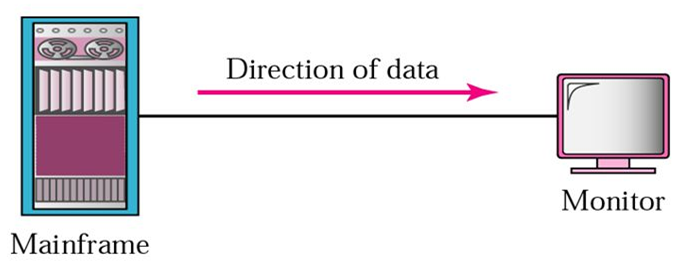 Direction of data
Monitor
Mainframe